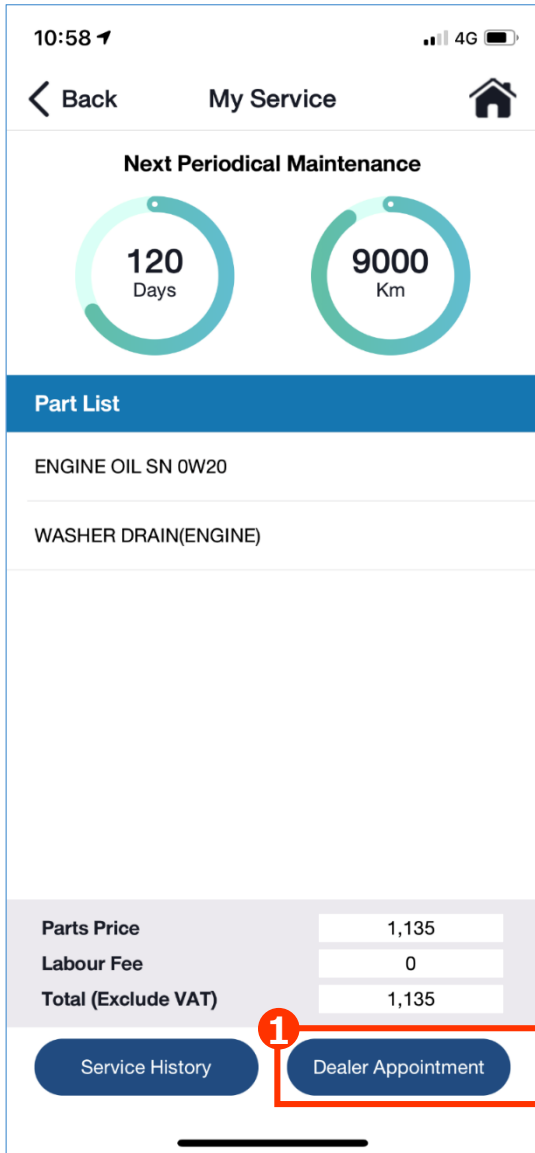 10:58
4G
Back
My Service
Next Periodical Maintenance
120
Days
9000
Km
Part List
ENGINE OIL SN 0W20
WASHER DRAIN(ENGINE)
Parts Price 1,135
Labour Fee 0
Total (Exclude VAT) 1,135
1
Service History
Dealer Appointment